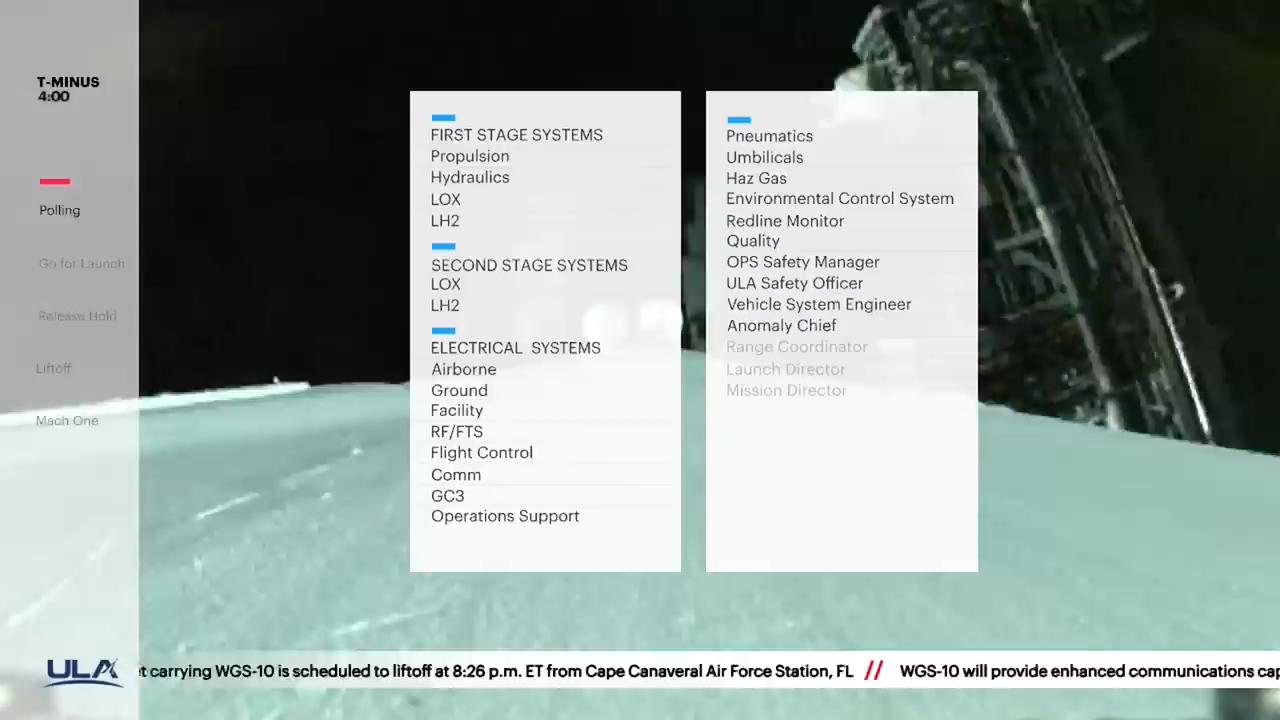 T-MINUS
4:00
Polling
Go for Launch
Release Hold
Liftoff
Mach One
FIRST STAGE SYSTEMS
Propulsion
Hydraulics
LOX
LH2
SECOND STAGE SYSTEMS
LOX
LH2
ELECTRICAL SYSTEMS
Airborne
Ground
Facility
RF/FTS
Flight Control
Comm
GC3
Operations Support
Pneumatics
Umbilicals
Haz Gas
Environmental Control System
Redline Monitor
Quality
OPS Safety Manager
ULA Safety Officer
Vehicle System Engineer
Anomaly Chief
Range Coordinator
Launch Director
Mission Director
ULA
carrying WGS-10 is scheduled to liftoff at 8:26 p.m. ET from Cape Canaveral Air Force Station, FL // WGS-10 will provide enhanced communications